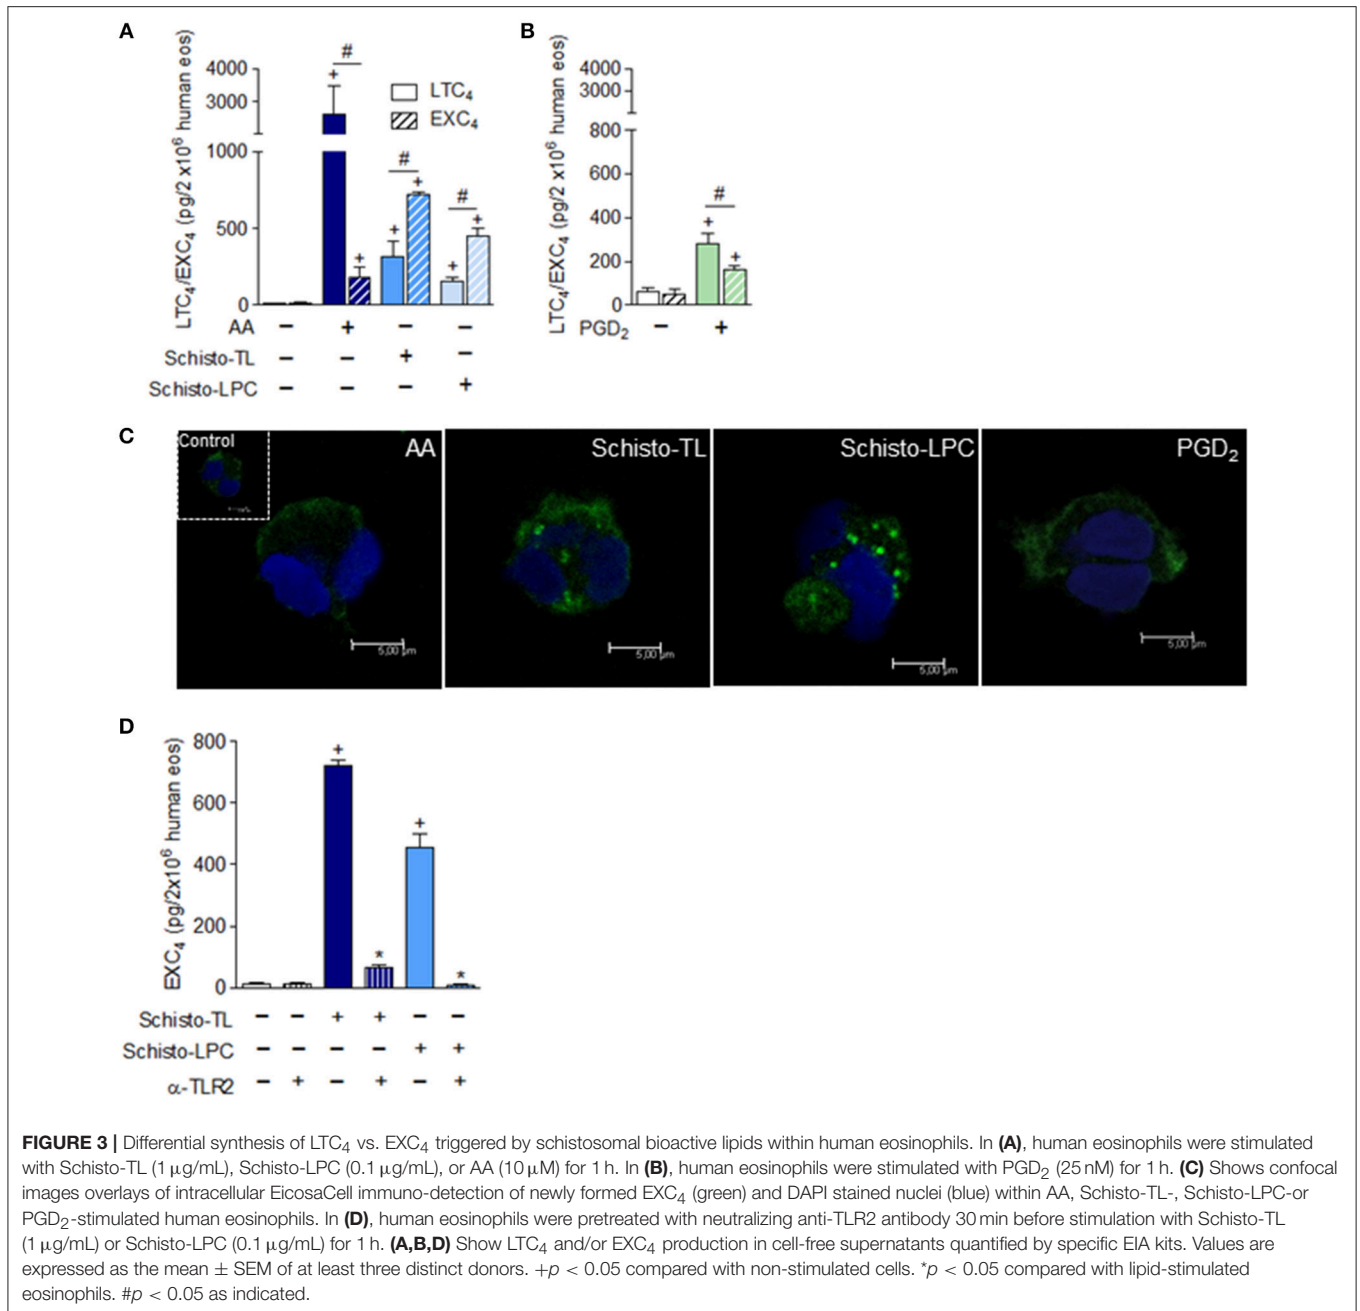 A
LTC4/EXC4 (pg/2 x10^6 human eos)
4000
3000
1000
500
0
+
#
+
+
#
+
+
#
+
LTC4
EXC4
AA − + − −
Schisto-TL − − + −
Schisto-LPC − − − +
B
LTC4/EXC4 (pg/2 x10^6 human eos)
4000
3000
800
600
400
200
0
#
+
+
PGD2 − +
C
Control
AA
5,00 µm
Schisto-TL
5,00 µm
Schisto-LPC
5,00 µm
PGD2
5,00 µm
D
EXC4 (pg/2x10^6 human eos)
800
600
400
200
0
+
*
+
*
Schisto-TL − − + + − −
Schisto-LPC − − − − + +
α-TLR2 − + − + − +
FIGURE 3 | Differential synthesis of LTC4 vs. EXC4 triggered by schistosomal bioactive lipids within human eosinophils. In (A), human eosinophils were stimulated
with Schisto-TL (1 µg/mL), Schisto-LPC (0.1 µg/mL), or AA (10 µM) for 1 h. In (B), human eosinophils were stimulated with PGD2 (25 nM) for 1 h. (C) Shows confocal
images overlays of intracellular EicosaCell immuno-detection of newly formed EXC4 (green) and DAPI stained nuclei (blue) within AA, Schisto-TL-, Schisto-LPC-or
PGD2-stimulated human eosinophils. In (D), human eosinophils were pretreated with neutralizing anti-TLR2 antibody 30 min before stimulation with Schisto-TL
(1 µg/mL) or Schisto-LPC (0.1 µg/mL) for 1 h. (A,B,D) Show LTC4 and/or EXC4 production in cell-free supernatants quantified by specific EIA kits. Values are
expressed as the mean ± SEM of at least three distinct donors. +p < 0.05 compared with non-stimulated cells. *p < 0.05 compared with lipid-stimulated
eosinophils. #p < 0.05 as indicated.